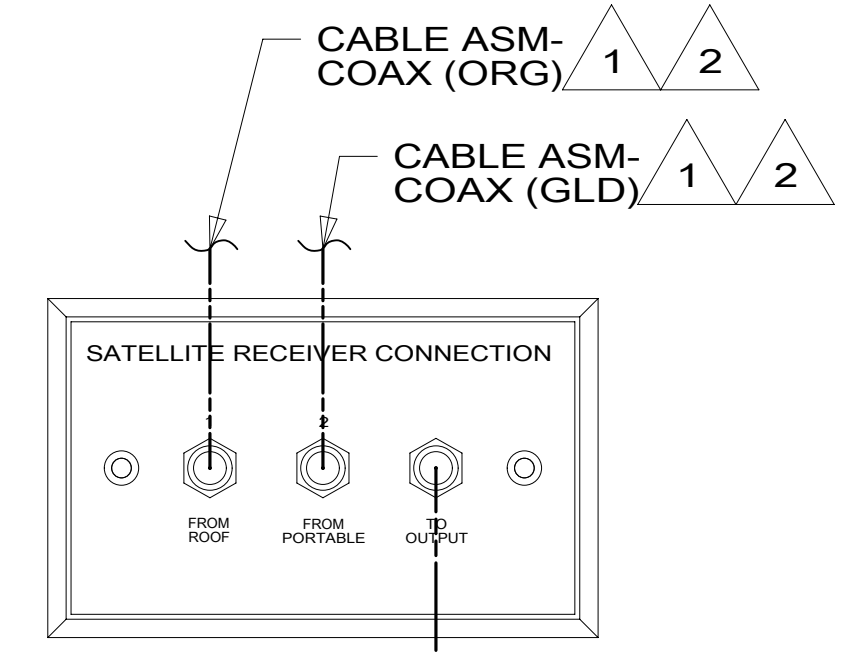 CABLE ASM-
COAX (ORG) 1 2
CABLE ASM-
COAX (GLD) 1 2
SATELLITE RECEIVER CONNECTION
1 2
FROM ROOF
FROM PORTABLE
TO OUTPUT